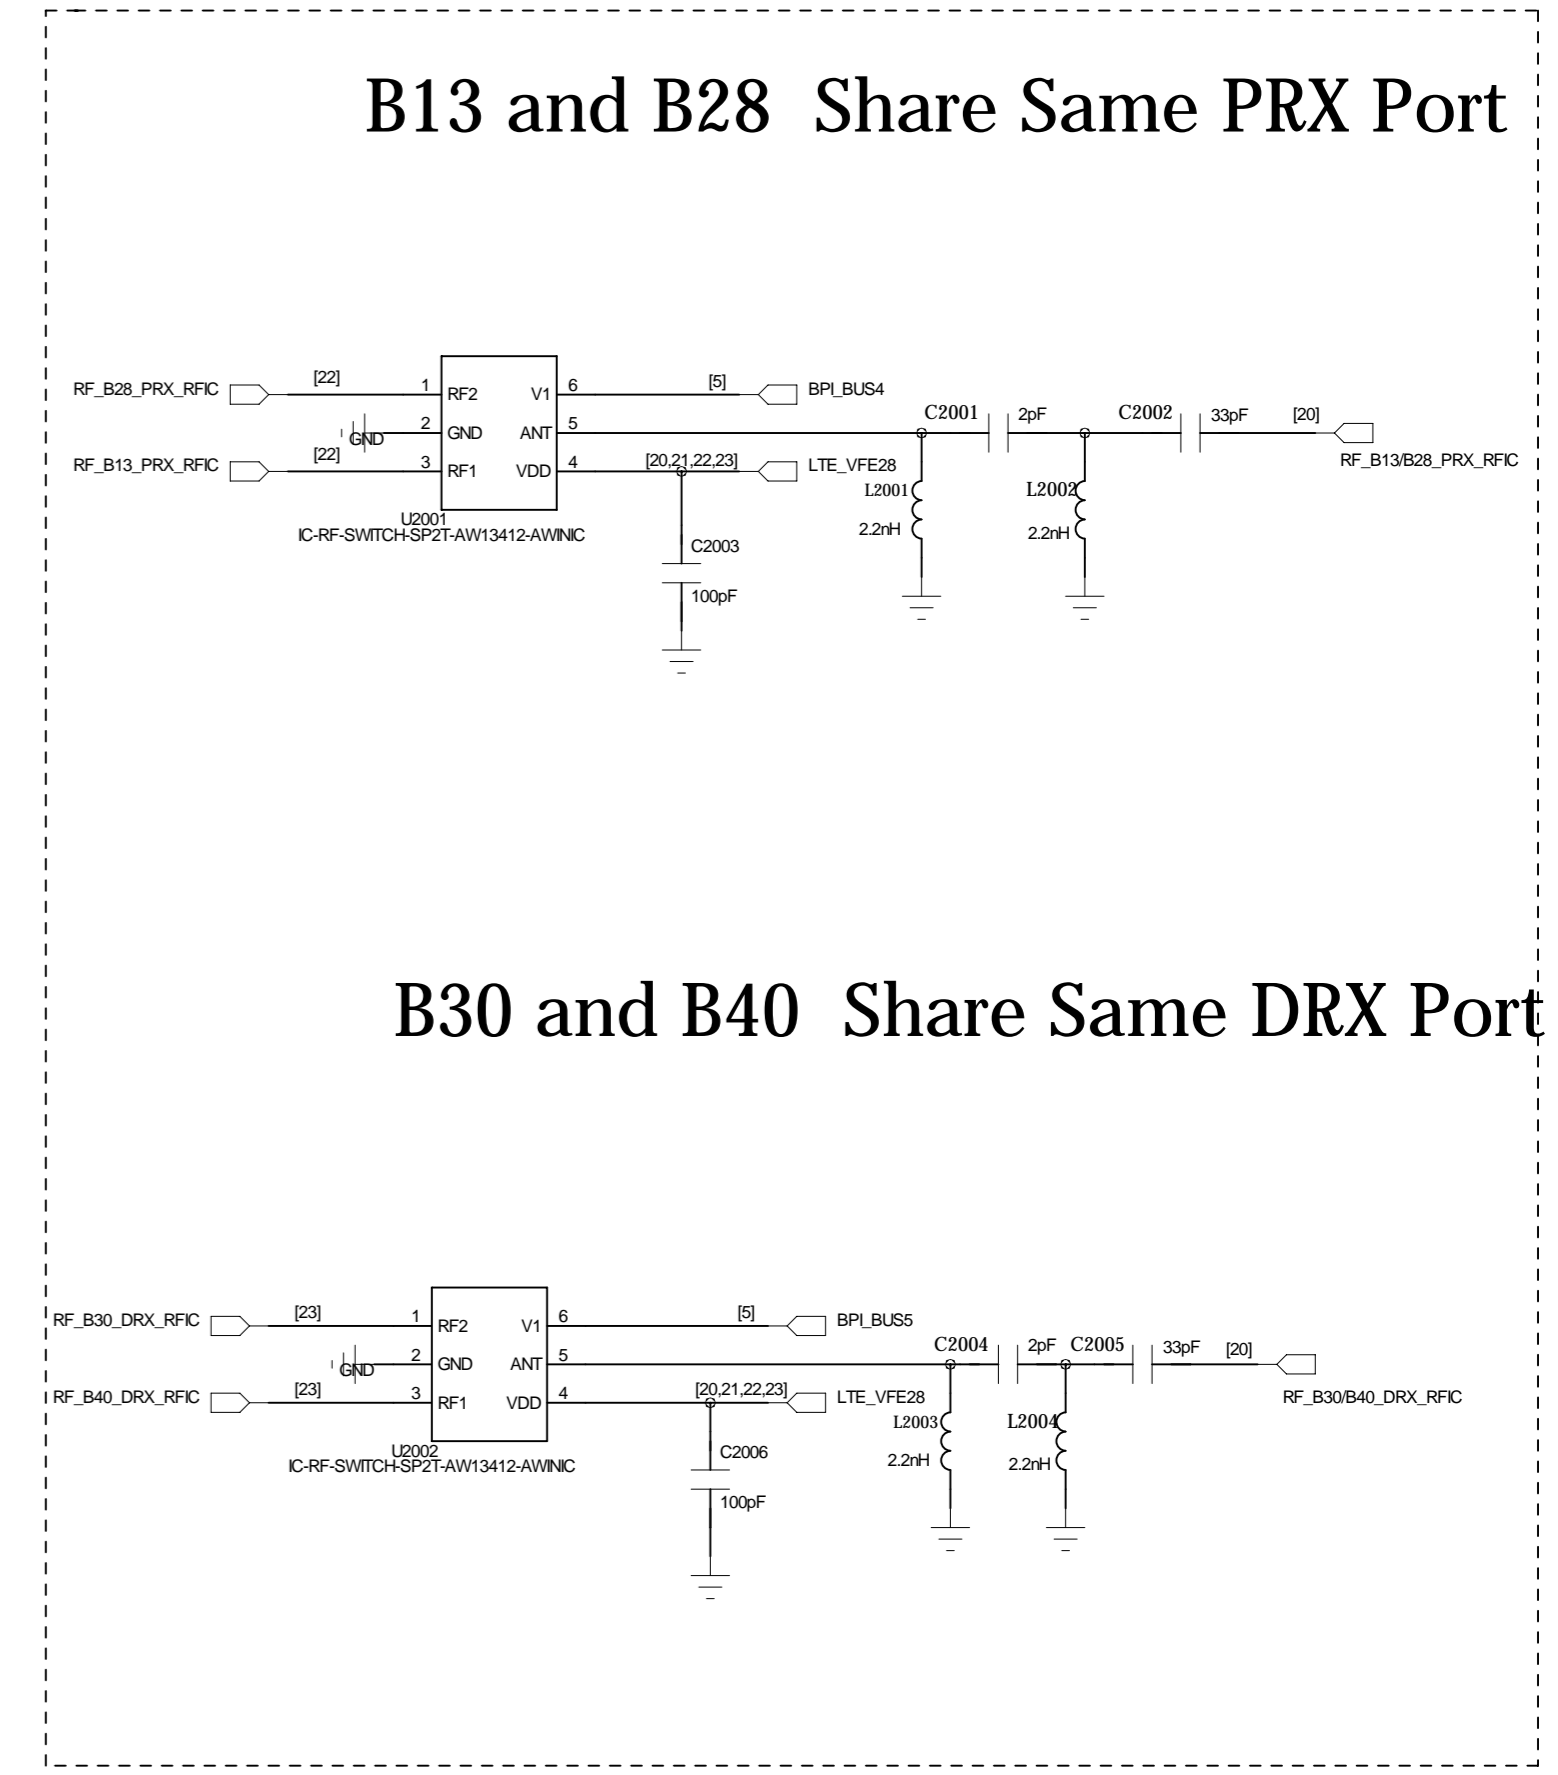 B13 and B28 Share Same PRX Port
RF_B28_PRX_RFIC [22] 1 RF2 V1 6 [5] BPI_BUS4
C2001 2pF C2002 33pF [20]
GND 2 GND ANT 5
RF_B13/B28_PRX_RFIC
RF_B13_PRX_RFIC [22] 3 RF1 VDD 4 [20,21,22,23] LTE_VFE28
L2001 L2002
U2001
2.2nH 2.2nH
IC-RF-SWITCH-SP2T-AW13412-AWINIC
C2003
100pF
B30 and B40 Share Same DRX Port
RF_B30_DRX_RFIC [23] 1 RF2 V1 6 [5] BPI_BUS5
C2004 2pF C2005 33pF [20]
GND 2 GND ANT 5
RF_B30/B40_DRX_RFIC
RF_B40_DRX_RFIC [23] 3 RF1 VDD 4 [20,21,22,23] LTE_VFE28
L2003 L2004
U2002 C2006
2.2nH 2.2nH
IC-RF-SWITCH-SP2T-AW13412-AWINIC
100pF